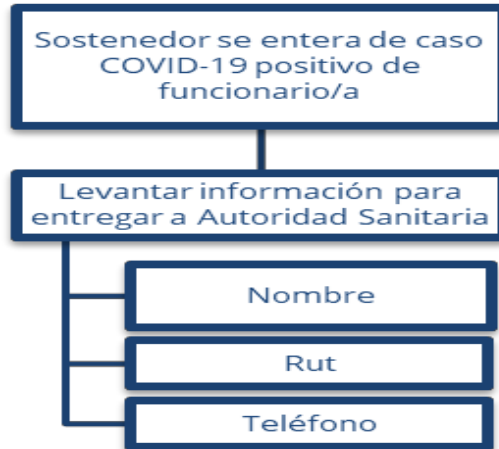 Sostenedor se entera de caso
COVID-19 positivo de
funcionario/a
Levantar información para
entregar a Autoridad Sanitaria
Nombre
Rut
Teléfono